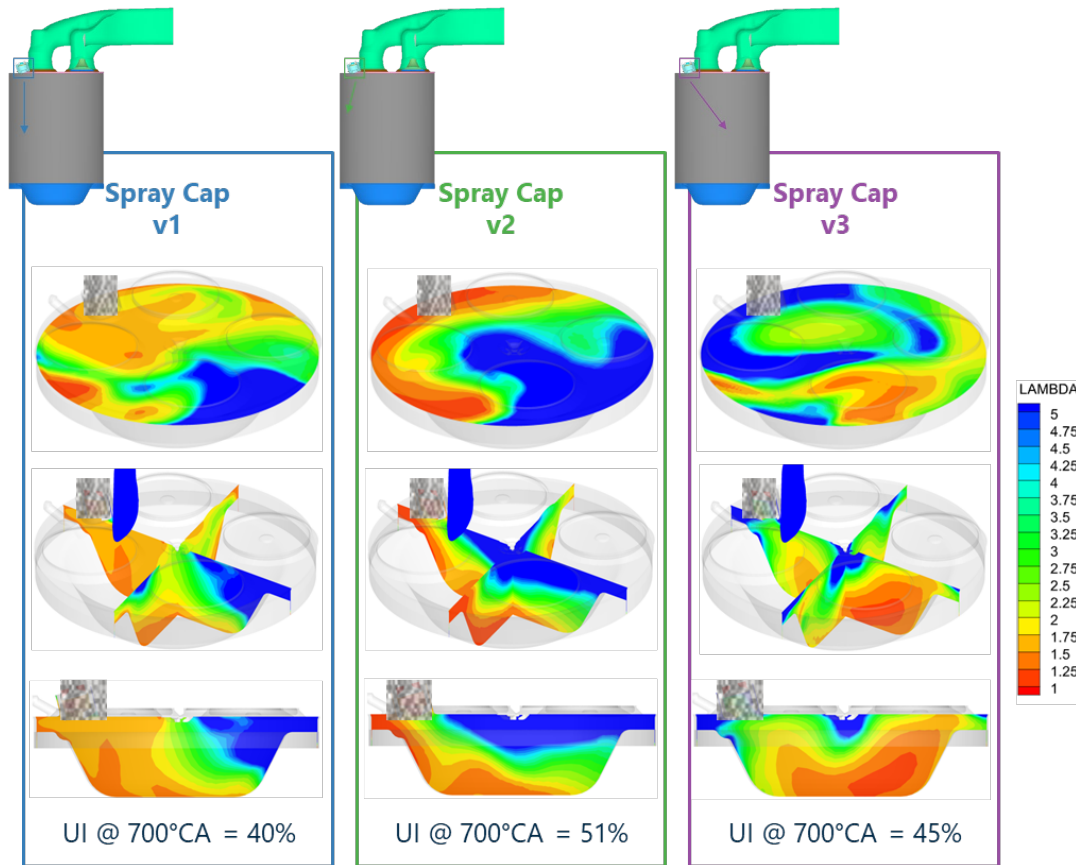 Spray Cap
v1
Spray Cap
v2
Spray Cap
v3
LAMBDA
5
4.75
4.5
4.25
4
3.75
3.5
3.25
3
2.75
2.5
2.25
2
1.75
1.5
1.25
1
UI @ 700°CA = 40%
UI @ 700°CA = 51%
UI @ 700°CA = 45%